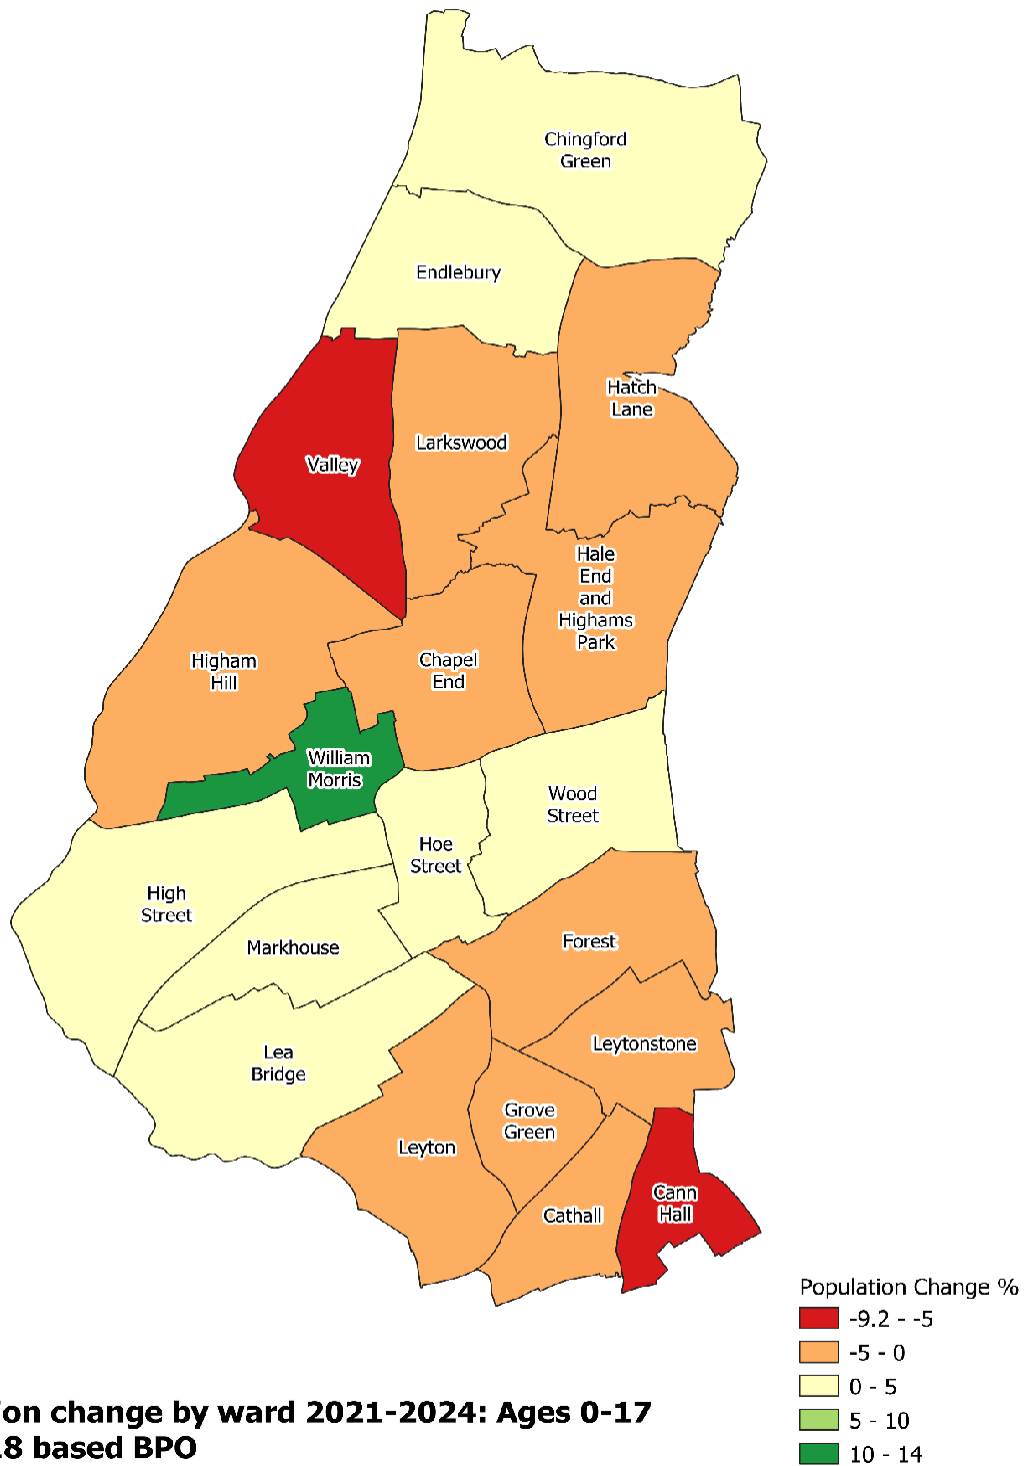 Chingford
Green
Endlebury
Hatch
Lane
Larkswood
Valley
Hale
End
and
Highams
Park
Higham
Hill
Chapel
End
William
Morris
Wood
Street
Hoe
Street
High
Street
Markhouse
Forest
Lea
Bridge
Leytonstone
Grove
Green
Leyton
Cann
Hall
Cathall
Population Change %
-9.2 - -5
-5 - 0
0 - 5
5 - 10
10 - 14
on change by ward 2021-2024: Ages 0-17
8 based BPO